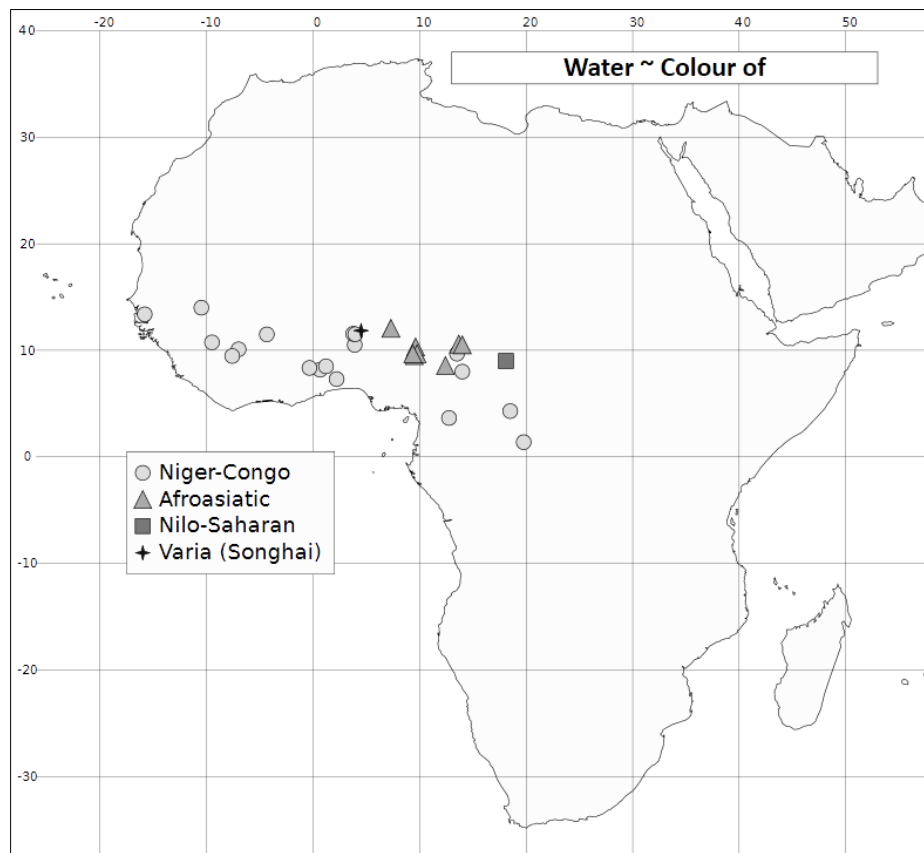 -20 -10 0 10 20 30 40 50
40
Water ~ Colour of
30
20
10
0
Niger-Congo
Afroasiatic
Nilo-Saharan
Varia (Songhai)
-10
-20
-30